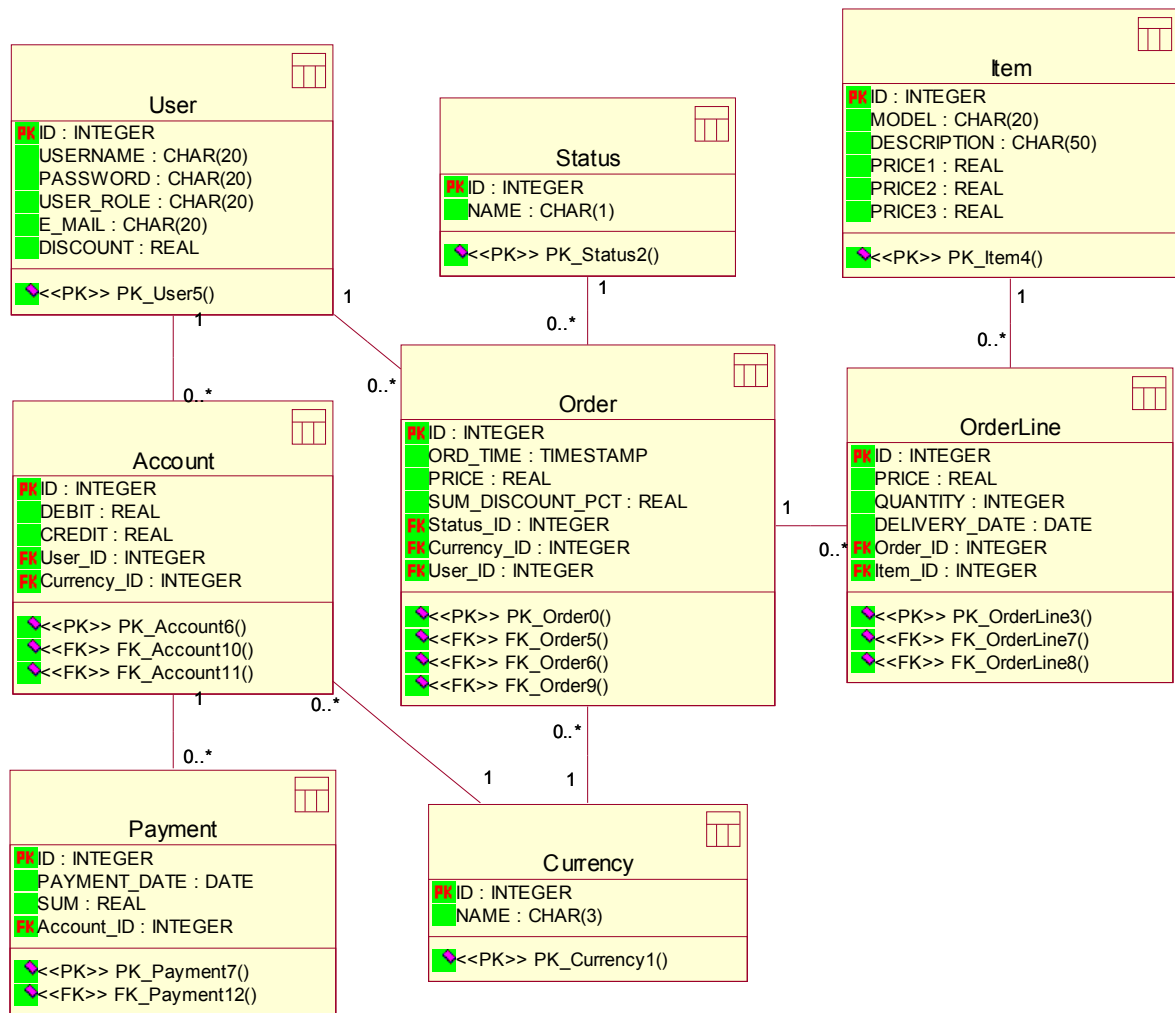 User
PK ID : INTEGER
USERNAME : CHAR(20)
PASSWORD : CHAR(20)
USER_ROLE : CHAR(20)
E_MAIL : CHAR(20)
DISCOUNT : REAL
<<PK>> PK_User5()
1
1
0..*
0..*
Status
PK ID : INTEGER
NAME : CHAR(1)
<<PK>> PK_Status2()
1
0..*
Item
PK ID : INTEGER
MODEL : CHAR(20)
DESCRIPTION : CHAR(50)
PRICE1 : REAL
PRICE2 : REAL
PRICE3 : REAL
<<PK>> PK_Item4()
1
0..*
Account
PK ID : INTEGER
DEBIT : REAL
CREDIT : REAL
FK User_ID : INTEGER
FK Currency_ID : INTEGER
<<PK>> PK_Account6()
<<FK>> FK_Account10()
<<FK>> FK_Account11()
1
0..*
0..*
1
Order
PK ID : INTEGER
ORD_TIME : TIMESTAMP
PRICE : REAL
SUM_DISCOUNT_PCT : REAL
FK Status_ID : INTEGER
FK Currency_ID : INTEGER
FK User_ID : INTEGER
<<PK>> PK_Order0()
<<FK>> FK_Order5()
<<FK>> FK_Order6()
<<FK>> FK_Order9()
1
0..*
0..*
1
OrderLine
PK ID : INTEGER
PRICE : REAL
QUANTITY : INTEGER
DELIVERY_DATE : DATE
FK Order_ID : INTEGER
FK Item_ID : INTEGER
<<PK>> PK_OrderLine3()
<<FK>> FK_OrderLine7()
<<FK>> FK_OrderLine8()
Payment
PK ID : INTEGER
PAYMENT_DATE : DATE
SUM : REAL
FK Account_ID : INTEGER
<<PK>> PK_Payment7()
<<FK>> FK_Payment12()
Currency
PK ID : INTEGER
NAME : CHAR(3)
<<PK>> PK_Currency1()